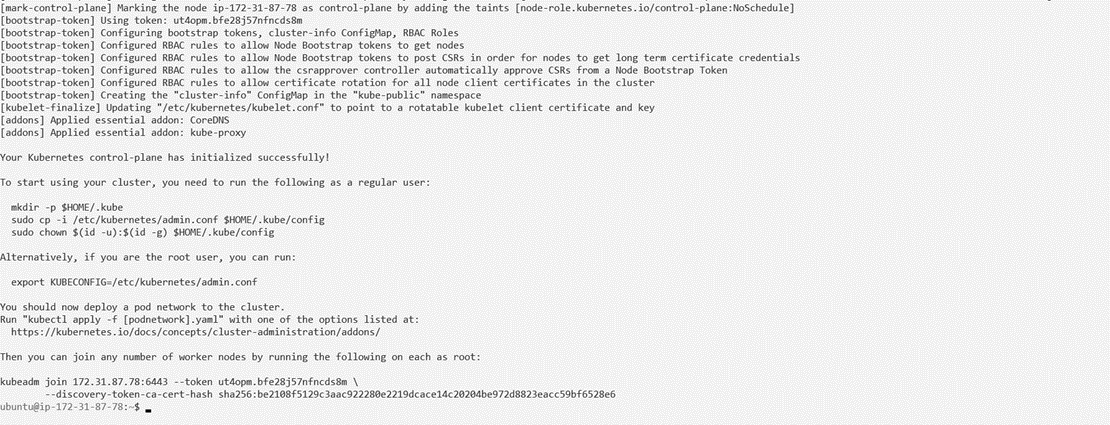 [mark-control-plane] Marking the node ip-172-31-87-78 as control-plane by adding the taints [node-role.kubernetes.io/control-plane:NoSchedule]
[bootstrap-token] Using token: ut4opm.bfe28j57nfncds8m
[bootstrap-token] Configuring bootstrap tokens, cluster-info ConfigMap, RBAC Roles
[bootstrap-token] Configured RBAC rules to allow Node Bootstrap tokens to get nodes
[bootstrap-token] Configured RBAC rules to allow Node Bootstrap tokens to post CSRs in order for nodes to get long term certificate credentials
[bootstrap-token] Configured RBAC rules to allow the csrapprover controller automatically approve CSRs from a Node Bootstrap Token
[bootstrap-token] Configured RBAC rules to allow certificate rotation for all node client certificates in the cluster
[bootstrap-token] Creating the "cluster-info" ConfigMap in the "kube-public" namespace
[kubelet-finalize] Updating "/etc/kubernetes/kubelet.conf" to point to a rotatable kubelet client certificate and key
[addons] Applied essential addon: CoreDNS
[addons] Applied essential addon: kube-proxy
Your Kubernetes control-plane has initialized successfully!
To start using your cluster, you need to run the following as a regular user:
mkdir -p $HOME/.kube
sudo cp -i /etc/kubernetes/admin.conf $HOME/.kube/config
sudo chown $(id -u):$(id -g) $HOME/.kube/config
Alternatively, if you are the root user, you can run:
export KUBECONFIG=/etc/kubernetes/admin.conf
You should now deploy a pod network to the cluster.
Run "kubectl apply -f [podnetwork].yaml" with one of the options listed at:
https://kubernetes.io/docs/concepts/cluster-administration/addons/
Then you can join any number of worker nodes by running the following on each as root:
kubeadm join 172.31.87.78:6443 --token ut4opm.bfe28j57nfncds8m \
--discovery-token-ca-cert-hash sha256:be2108f5129c3aac922280e2219dcace14c20204be972d8823eacc59bf6528e6
ubuntu@ip-172-31-87-78:~$